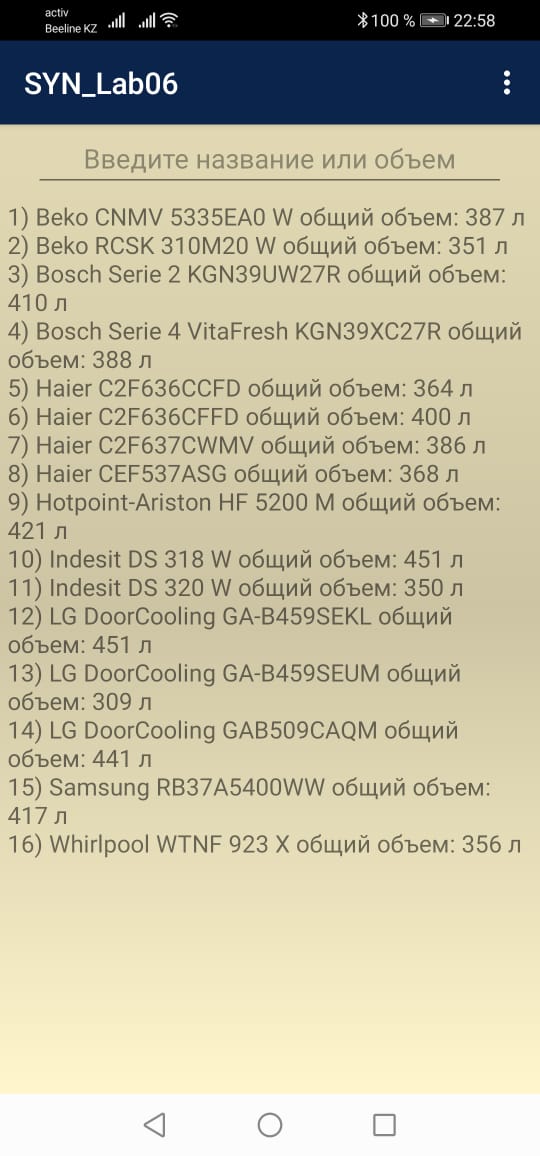 activ
Beeline KZ
100 %
22:58
SYN_Lab06
Введите название или объем
1) Beko CNMV 5335EA0 W общий объем: 387 л
2) Beko RCSK 310M20 W общий объем: 351 л
3) Bosch Serie 2 KGN39UW27R общий объем:
410 л
4) Bosch Serie 4 VitaFresh KGN39XC27R общий
объем: 388 л
5) Haier C2F636CCFD общий объем: 364 л
6) Haier C2F636CFFD общий объем: 400 л
7) Haier C2F637CWMV общий объем: 386 л
8) Haier CEF537ASG общий объем: 368 л
9) Hotpoint-Ariston HF 5200 M общий объем:
421 л
10) Indesit DS 318 W общий объем: 451 л
11) Indesit DS 320 W общий объем: 350 л
12) LG DoorCooling GA-B459SEKL общий
объем: 451 л
13) LG DoorCooling GA-B459SEUM общий
объем: 309 л
14) LG DoorCooling GAB509CAQM общий
объем: 441 л
15) Samsung RB37A5400WW общий объем:
417 л
16) Whirlpool WTNF 923 X общий объем: 356 л